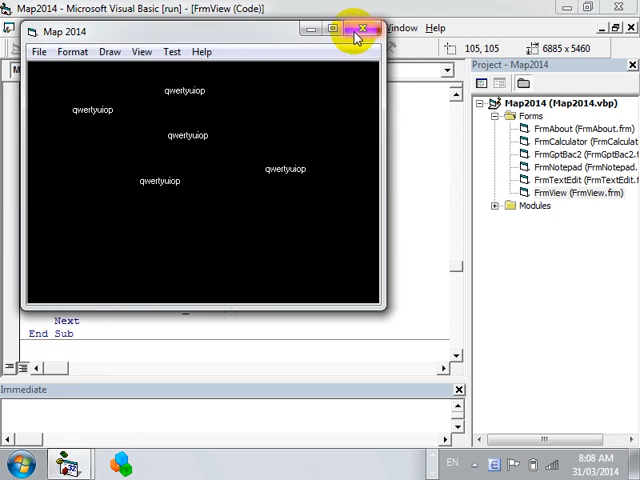 Map2014 - Microsoft Visual Basic [run] - [FrmView (Code)]
Map 2014
Window Help
105, 105 6885 x 5460
File Format Draw View Test Help
qwertyuiop
qwertyuiop
qwertyuiop
qwertyuiop
qwertyuiop
Next
End Sub
Project - Map2014
Map2014 (Map2014.vbp)
Forms
FrmAbout (FrmAbout.frm)
FrmCalculator (FrmCalculat
FrmGptBac2 (FrmGptBac2.
FrmNotepad (FrmNotepad.
FrmTextEdit (FrmTextEdit.
FrmView (FrmView.frm)
Modules
Immediate
EN
8:08 AM
31/03/2014